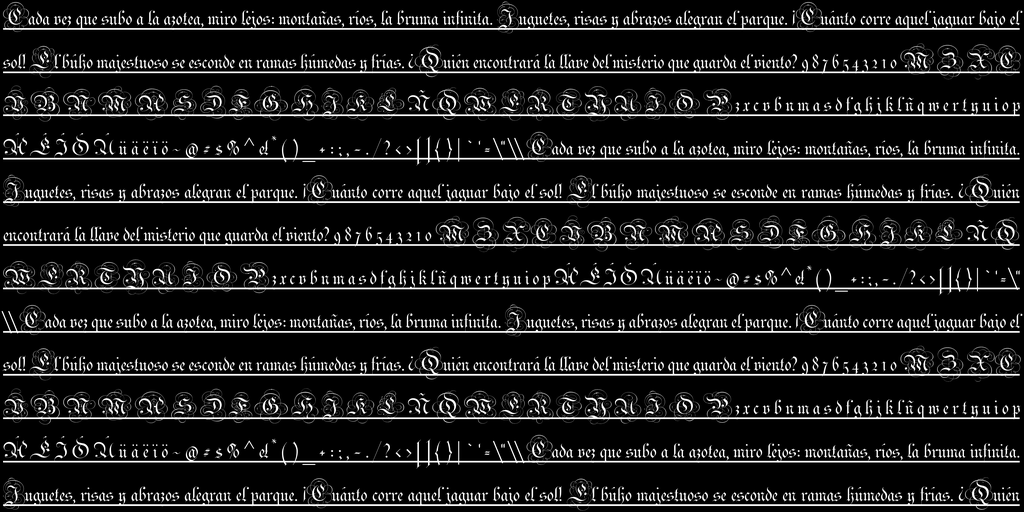 Cada vez que subo a la azotea, miro lejos: montañas, ríos, la bruma infinita. Juguetes, risas y abrazos alegran el parque. ¡Cuánto corre aquel jaguar bajo el
sol! El búho majestuoso se esconde en ramas húmedas y frías. ¿Quién encontrará la llave del misterio que guarda el viento? 9 8 7 6 5 4 3 2 1 0 .M Z X C
V B N M A S D F G H J K L Ñ Q W E R T Y U I O P z x c v b n m a s d f g h j k l ñ q w e r t y u i o p
Á É Í Ó Ú ü ä ë ï ö ~ @ # $ % ^ & * ( ) _ + : ; , - . / ? < > [ ] { } | ` ' = \ " \\ Cada vez que subo a la azotea, miro lejos: montañas, ríos, la bruma infinita.
Juguetes, risas y abrazos alegran el parque. ¡Cuánto corre aquel jaguar bajo el sol! El búho majestuoso se esconde en ramas húmedas y frías. ¿Quién
encontrará la llave del misterio que guarda el viento? 9 8 7 6 5 4 3 2 1 0 .M Z X C V B N M A S D F G H J K L Ñ Q
W E R T Y U I O P z x c v b n m a s d f g h j k l ñ q w e r t y u i o p Á É Í Ó Ú ü ä ë ï ö ~ @ # $ % ^ & * ( ) _ + : ; , - . / ? < > [ ] { } | ` ' = \ "
\\ Cada vez que subo a la azotea, miro lejos: montañas, ríos, la bruma infinita. Juguetes, risas y abrazos alegran el parque. ¡Cuánto corre aquel jaguar bajo el
sol! El búho majestuoso se esconde en ramas húmedas y frías. ¿Quién encontrará la llave del misterio que guarda el viento? 9 8 7 6 5 4 3 2 1 0 .M Z X C
V B N M A S D F G H J K L Ñ Q W E R T Y U I O P z x c v b n m a s d f g h j k l ñ q w e r t y u i o p
Á É Í Ó Ú ü ä ë ï ö ~ @ # $ % ^ & * ( ) _ + : ; , - . / ? < > [ ] { } | ` ' = \ " \\ Cada vez que subo a la azotea, miro lejos: montañas, ríos, la bruma infinita.
Juguetes, risas y abrazos alegran el parque. ¡Cuánto corre aquel jaguar bajo el sol! El búho majestuoso se esconde en ramas húmedas y frías. ¿Quién